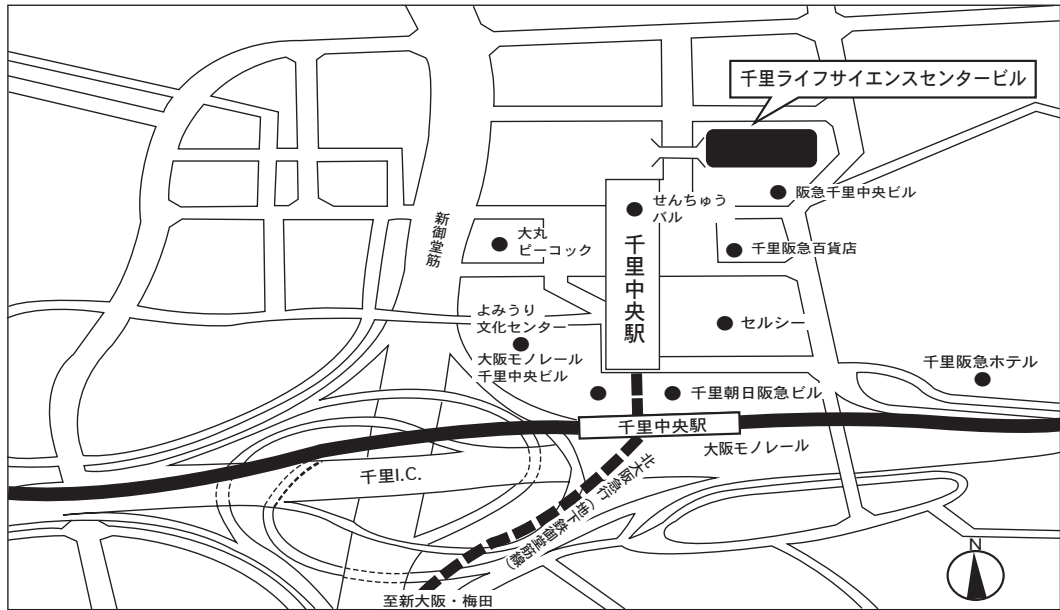 千里ライフサイエンスセンタービル
阪急千里中央ビル
せんちゅう
パル
新御堂筋
大丸
ピーコック
千里中央駅
千里阪急百貨店
よみうり
文化センター
セルシー
大阪モノレール
千里中央ビル
千里阪急ホテル
千里朝日阪急ビル
千里中央駅
大阪モノレール
千里I.C.
北大阪急行(地下鉄御堂筋線)
至新大阪・梅田
N